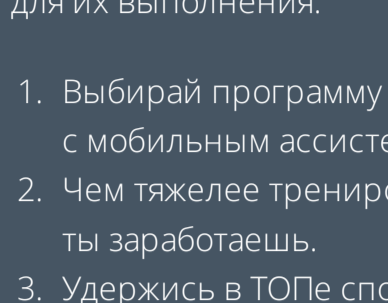 для их выполнения.
1. Выбирай программу
с мобильным
2. Чем тяжелее
ты заработаешь.
3. Удержись в ТОПе